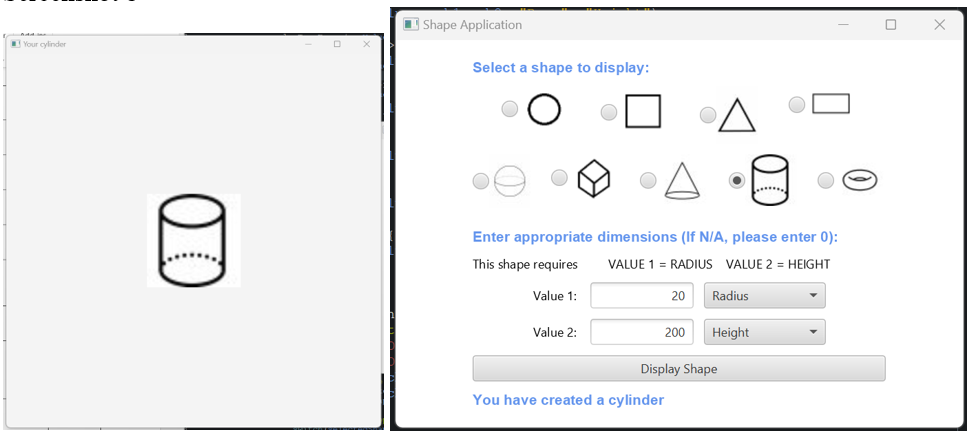 Your cylinder
Shape Application
Select a shape to display:
Enter appropriate dimensions (If N/A, please enter 0):
This shape requires VALUE 1 = RADIUS VALUE 2 = HEIGHT
Value 1: 20 Radius
Value 2: 200 Height
Display Shape
You have created a cylinder